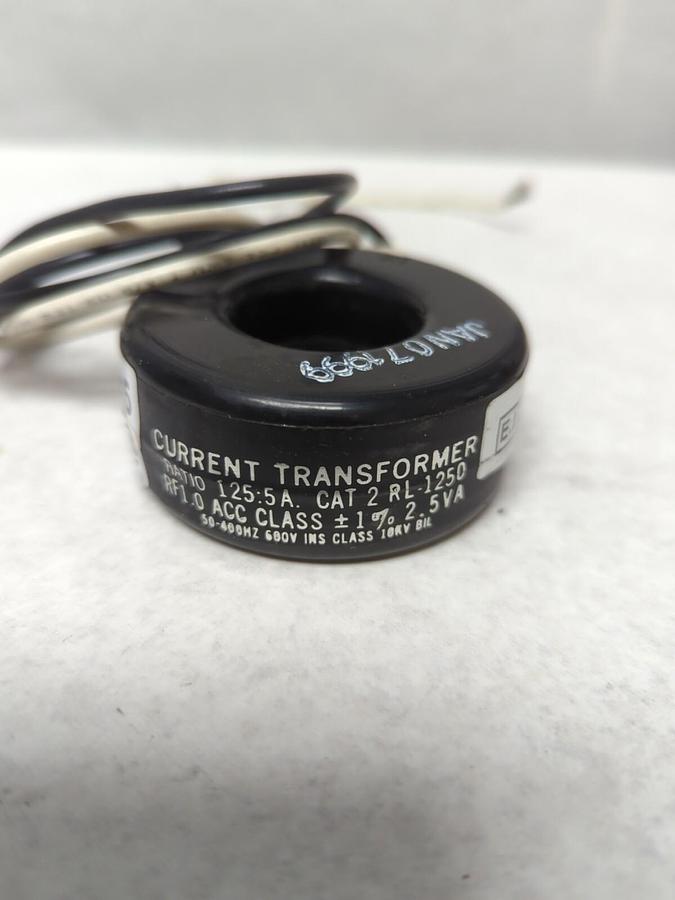 JAN 07 1999
CURRENT TRANSFORMER
RATIO 125:5A. CAT 2 RL-1250
RF1.0 ACC CLASS ±1% 2.5VA
50-400HZ 600V INS CLASS 10KV BIL